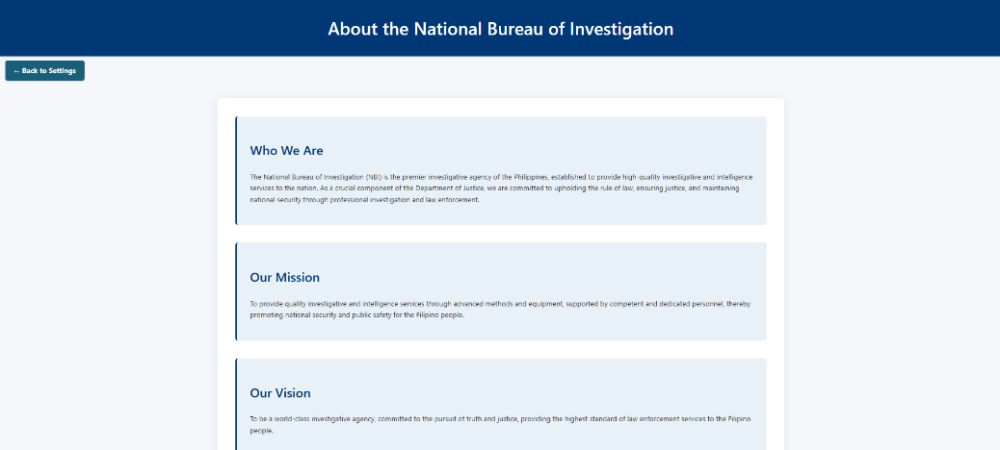 About the National Bureau of Investigation
← Back to Settings
Who We Are
The National Bureau of Investigation (NBI) is the premier investigative agency of the Philippines, established to provide high-quality investigative and intelligence
services to the nation. As a crucial component of the Department of Justice, we are committed to upholding the rule of law, ensuring justice, and maintaining
national security through professional investigation and law enforcement.
Our Mission
To provide quality investigative and intelligence services through advanced methods and equipment, supported by competent and dedicated personnel, thereby
promoting national security and public safety for the Filipino people.
Our Vision
To be a world-class investigative agency, committed to the pursuit of truth and justice, providing the highest standard of law enforcement services to the Filipino
people.